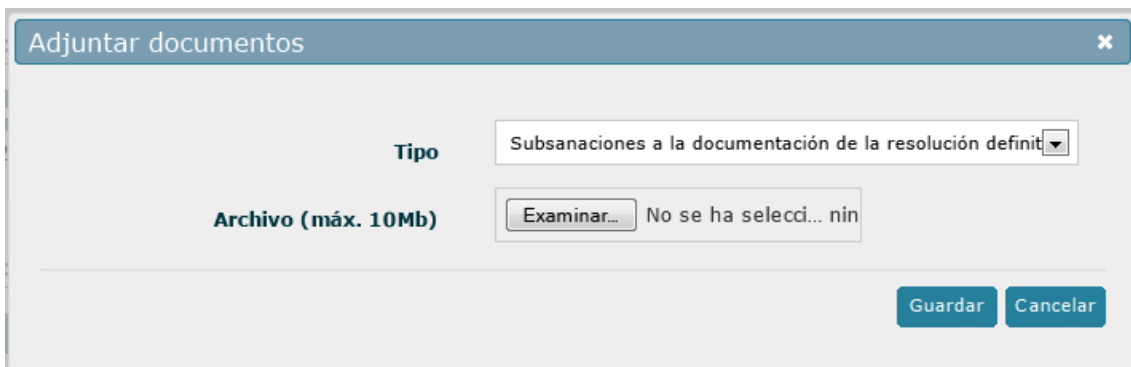 Adjuntar documentos
Tipo
Subsanaciones a la documentación de la resolución definit
Archivo (máx. 10Mb)
Examinar... No se ha selecci... nin
Guardar Cancelar